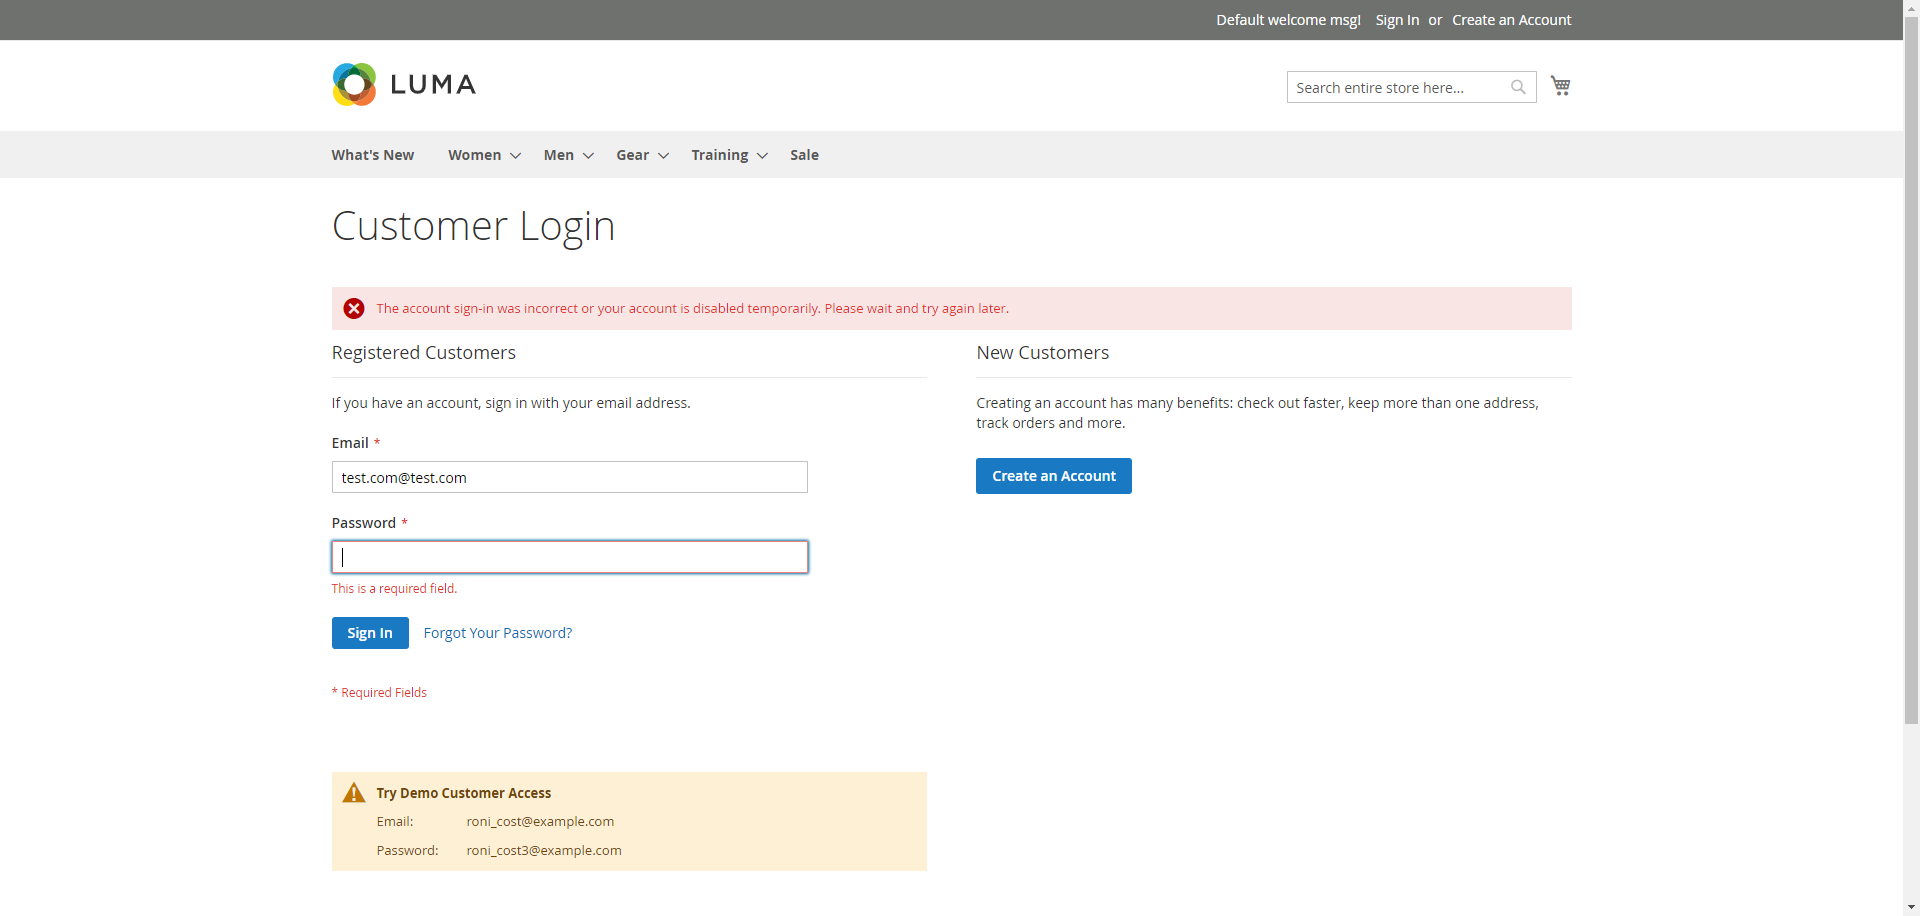 Default welcome msg! Sign In or Create an Account
LUMA
Search entire store here...
What's New Women Men Gear Training Sale
Customer Login
The account sign-in was incorrect or your account is disabled temporarily. Please wait and try again later.
Registered Customers
If you have an account, sign in with your email address.
Email *
test.com@test.com
Password *
This is a required field.
Sign In Forgot Your Password?
* Required Fields
New Customers
Creating an account has many benefits: check out faster, keep more than one address,
track orders and more.
Create an Account
Try Demo Customer Access
Email: roni_cost@example.com
Password: roni_cost3@example.com